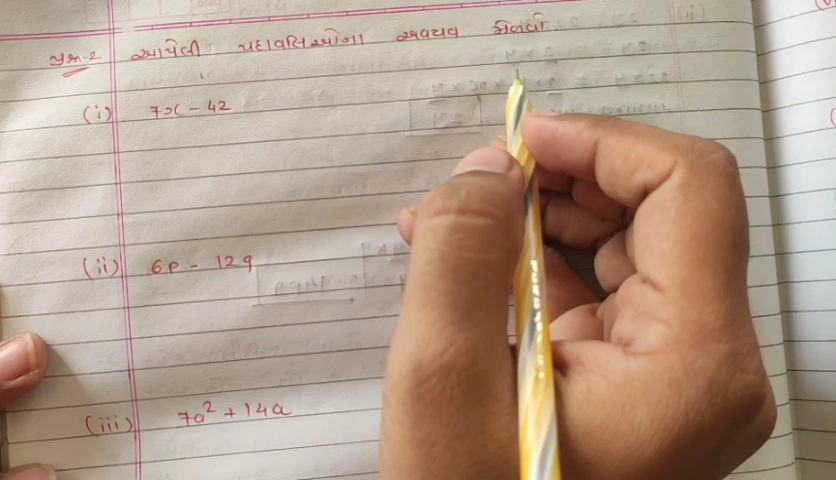 પ્રશ્ન-2 આપેલી પદાવલિઓના અવયવ મેળવો
(i) 7x - 42
(ii) 6p - 12q
(iii) 7a² + 14a